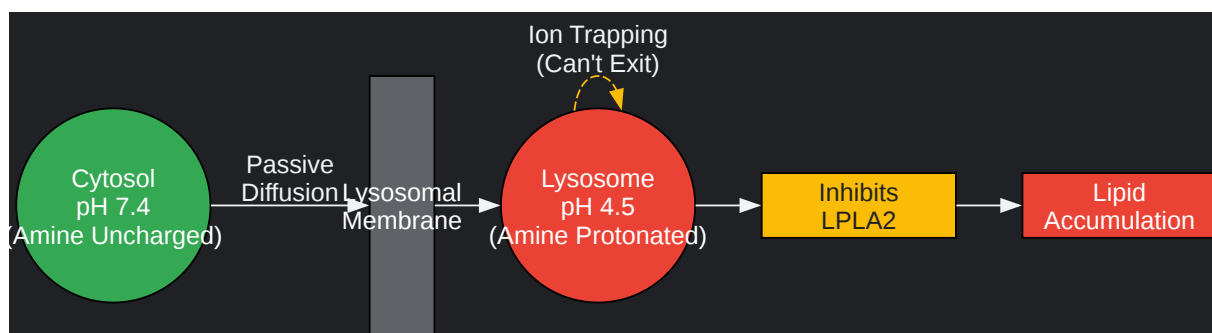 Ion Trapping
(Can't Exit)
Cytosol
pH 7.4
(Amine Uncharged)
Passive
Diffusion
Lysosomal
Membrane
Lysosome
pH 4.5
(Amine Protonated)
Inhibits
LPLA2
Lipid
Accumulation